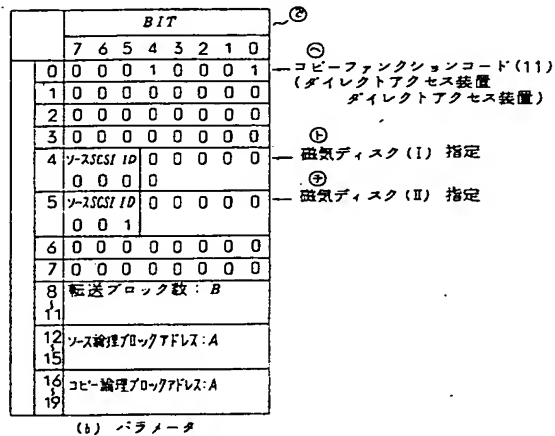 BIT
㋣
7 6 5 4 3 2 1 0
0 0 0 0 1 0 0 0 1
㋬
コピーファンクションコード(11)
(ダイレクトアクセス装置
ダイレクトアクセス装置)
1 0 0 0 0 0 0 0 0
2 0 0 0 0 0 0 0 0
3 0 0 0 0 0 0 0 0
㋣
4 ソースSCSI ID 0 0 0 0 0
磁気ディスク(I) 指定
0 0 0 0
㋠
5 ソースSCSI ID 0 0 0 0 0
磁気ディスク(II) 指定
0 0 1
6 0 0 0 0 0 0 0 0
7 0 0 0 0 0 0 0 0
8 転送ブロック数: B
11
12 ソース論理ブロックアドレス:A
15
16 コピー論理ブロックアドレス:A
19
(b) パラメータ